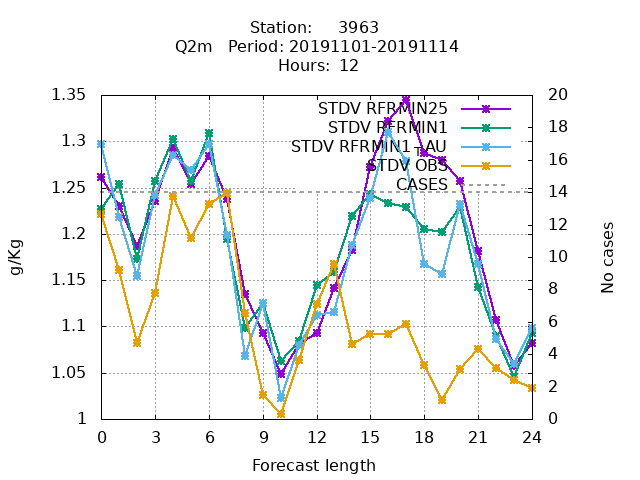 Station: 3963
Q2m Period: 20191101-20191114
Hours: 12
1.35
1.3
1.25
1.2
1.15
1.1
1.05
1
20
18
16
14
12
10
8
6
4
2
0
STDV RFRMIN25
STDV RFRMIN1
STDV RFRMIN1_AU
STDV OBS
CASES
g/Kg
No cases
0 3 6 9 12 15 18 21 24
Forecast length